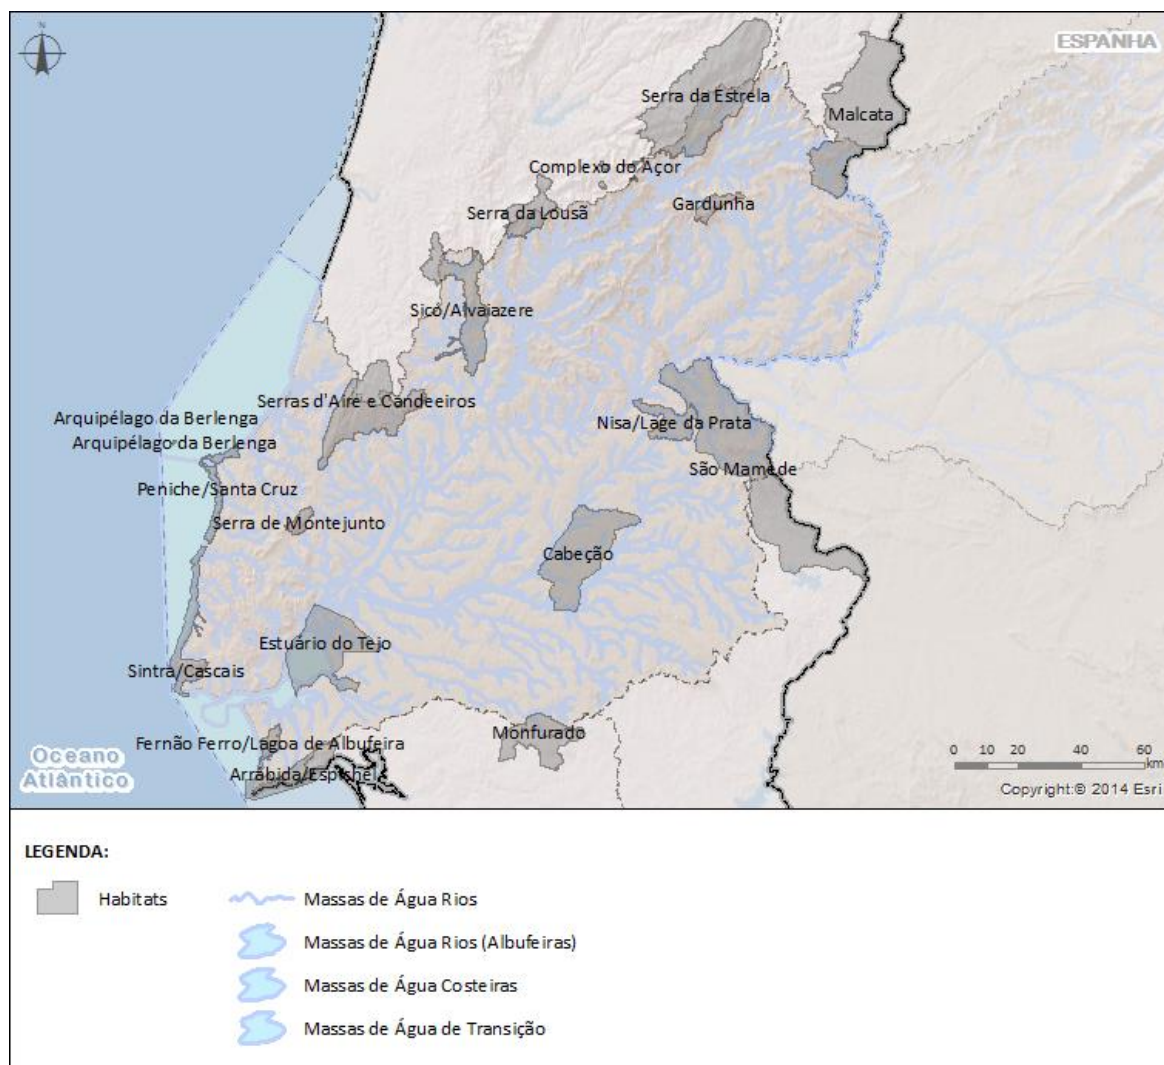 N
ESPANHA
Serra da Estrela
Malcata
Complexo do Açor
Gardunha
Serra da Lousã
Sicó/Alvaiázere
Serras d'Aire e Candeeiros
Arquipélago da Berlenga
Nisa/Lage da Prata
Arquipélago da Berlenga
São Mamede
Peniche/Santa Cruz
Serra de Montejunto
Cabeção
Estuário do Tejo
Sintra/Cascais
Monfurado
Fernão Ferro/Lagoa de Albufeira
Oceano
Atlântico
Arrábida/Espichel
0 10 20 40 60
km
Copyright:© 2014 Esri
LEGENDA:
Habitats
Massas de Água Rios
Massas de Água Rios (Albufeiras)
Massas de Água Costeiras
Massas de Água de Transição